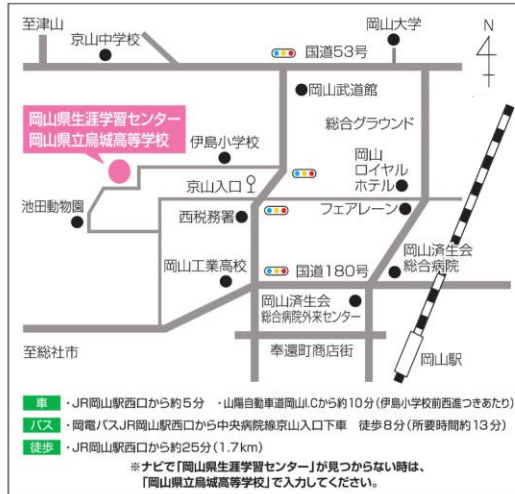 至津山
京山中学校
国道53号
岡山大学
N
4
岡山武道館
総合グラウンド
岡山県生涯学習センター
岡山県立烏城高等学校
伊島小学校
岡山
ロイヤル
ホテル
京山入口
池田動物園
西税務署
フェアレーン
岡山工業高校
国道180号
岡山済生会
総合病院
岡山済生会
総合病院外来センター
至総社市
奉還町商店街
岡山駅
車 ・JR岡山駅西口から約5分 ・山陽自動車道岡山I.Cから約10分(伊島小学校前西進つきあたり)
バス ・岡電バスJR岡山駅西口から中央病院線京山入口下車 徒歩8分(所要時間約13分)
徒歩 ・JR岡山駅西口から約25分(1.7km)
※ナビで「岡山県生涯学習センター」が見つからない時は、
「岡山県立烏城高等学校」で入力してください。